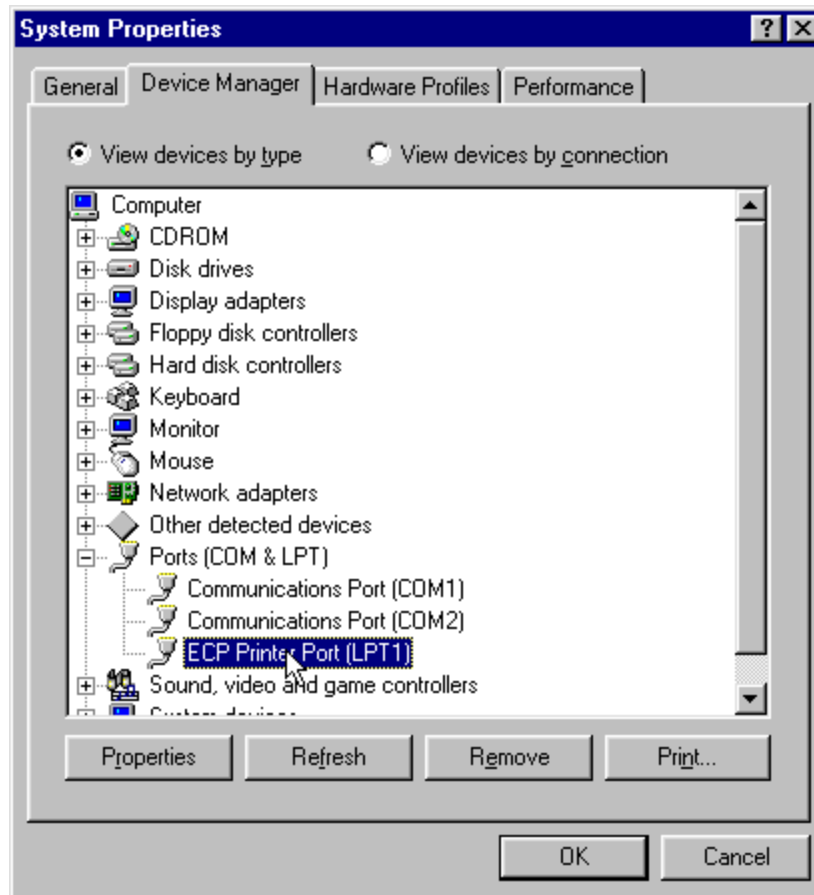 System Properties
General Device Manager Hardware Profiles Performance
View devices by type View devices by connection
Computer
CDROM
Disk drives
Display adapters
Floppy disk controllers
Hard disk controllers
Keyboard
Monitor
Mouse
Network adapters
Other detected devices
Ports (COM & LPT)
Communications Port (COM1)
Communications Port (COM2)
ECP Printer Port (LPT1)
Sound, video and game controllers
System devices
Properties Refresh Remove Print...
OK Cancel